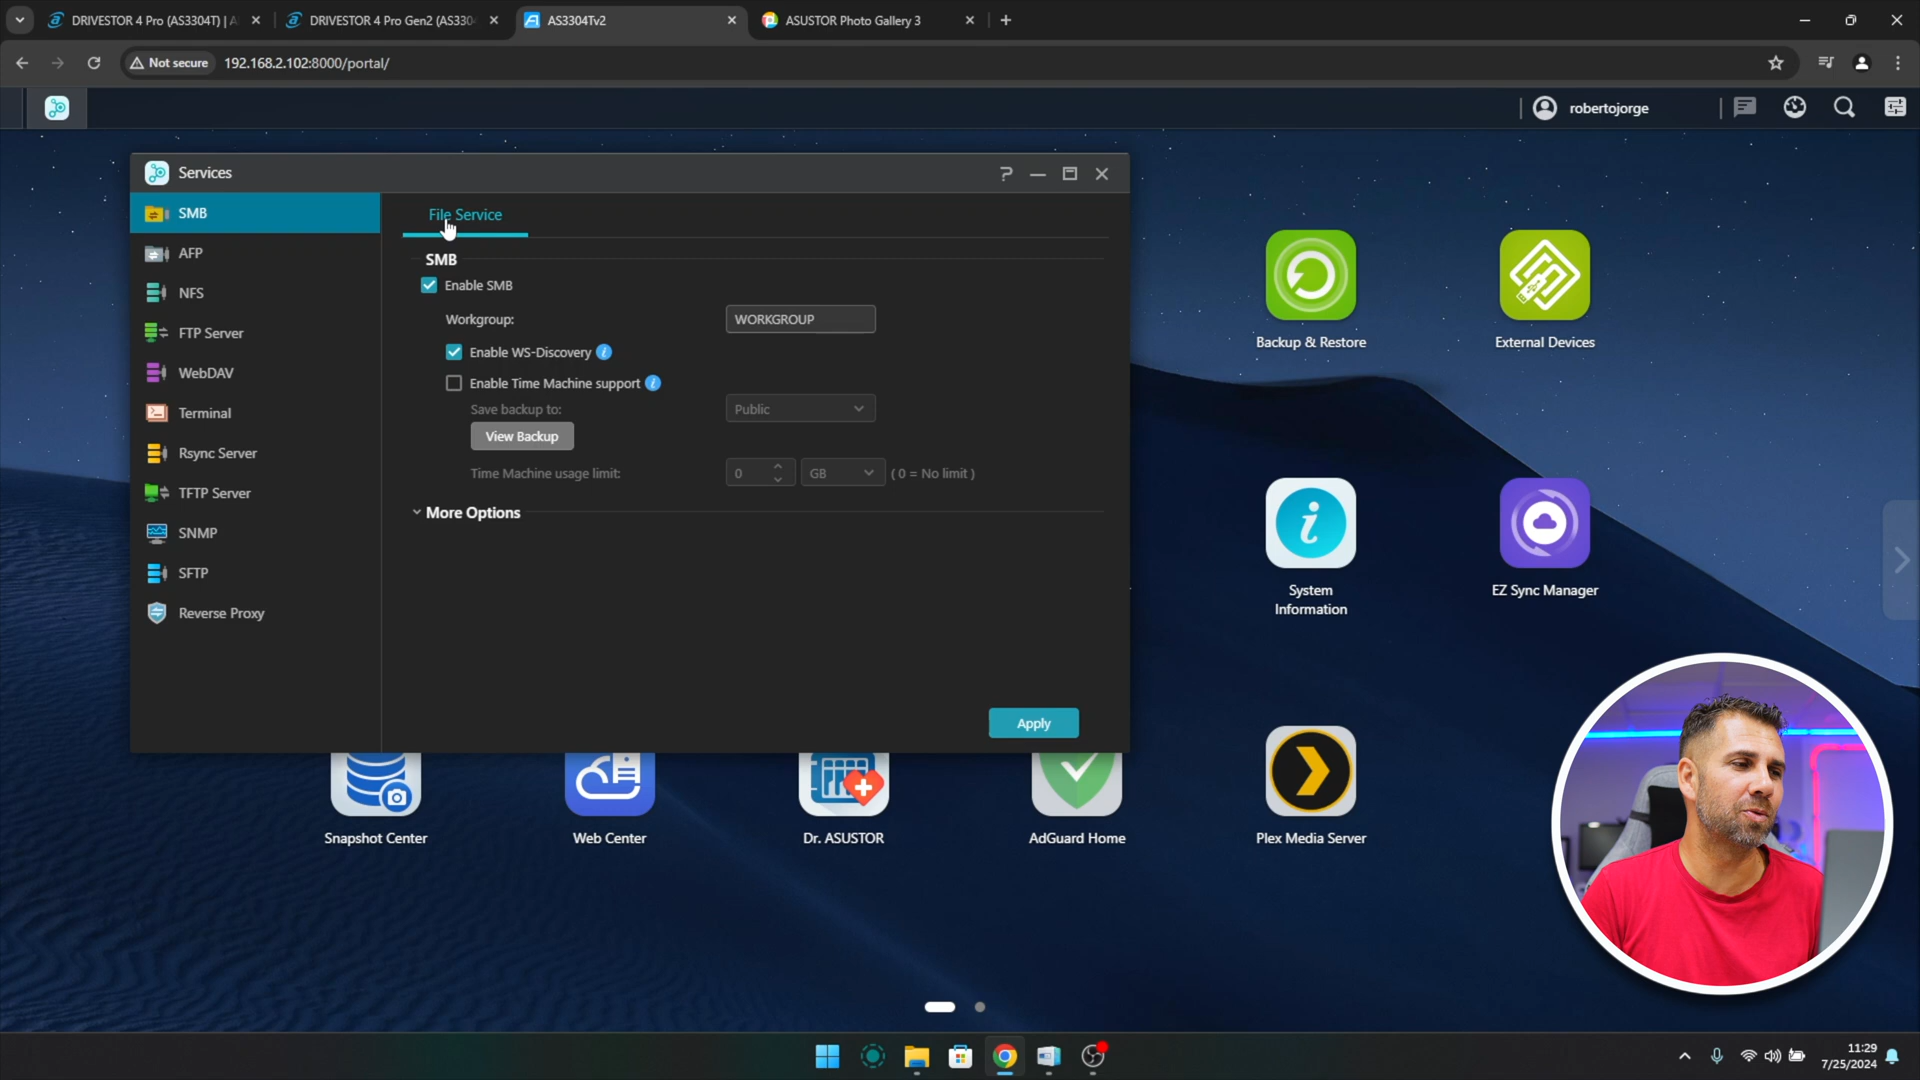 DRIVESTOR 4 Pro (AS3304T) | A
DRIVESTOR 4 Pro Gen2 (AS330
AS3304Tv2
ASUSTOR Photo Gallery 3
Not secure
192.168.2.102:8000/portal/
robertojorge
Services
SMB
AFP
NFS
FTP Server
WebDAV
Terminal
Rsync Server
TFTP Server
SNMP
SFTP
Reverse Proxy
File Service
SMB
Enable SMB
Workgroup:
WORKGROUP
Enable WS-Discovery
Enable Time Machine support
Save backup to:
Public
View Backup
Time Machine usage limit:
0
GB
( 0 = No limit )
More Options
Apply
Backup & Restore
External Devices
System
Information
EZ Sync Manager
Snapshot Center
Web Center
Dr. ASUSTOR
AdGuard Home
Plex Media Server
11:29
7/25/2024